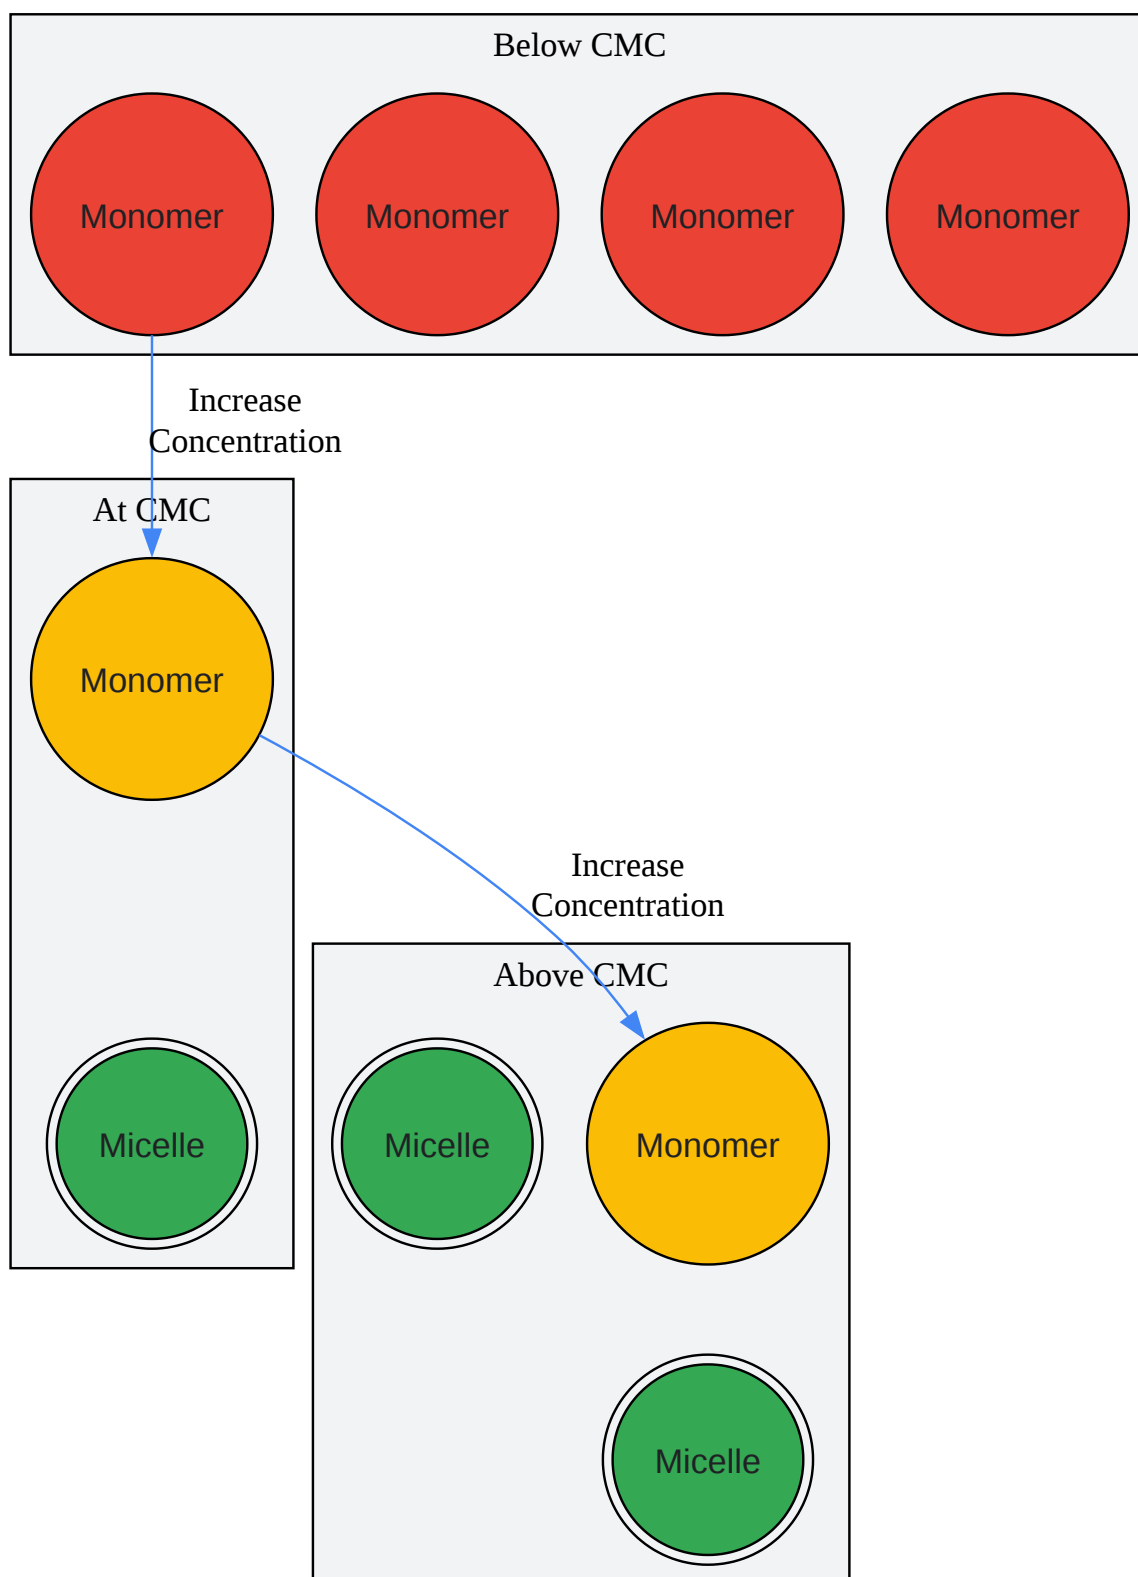 Below CMC
Monomer
Monomer
Monomer
Monomer
Increase
Concentration
At CMC
Monomer
Increase
Concentration
Above CMC
Micelle
Micelle
Monomer
Micelle